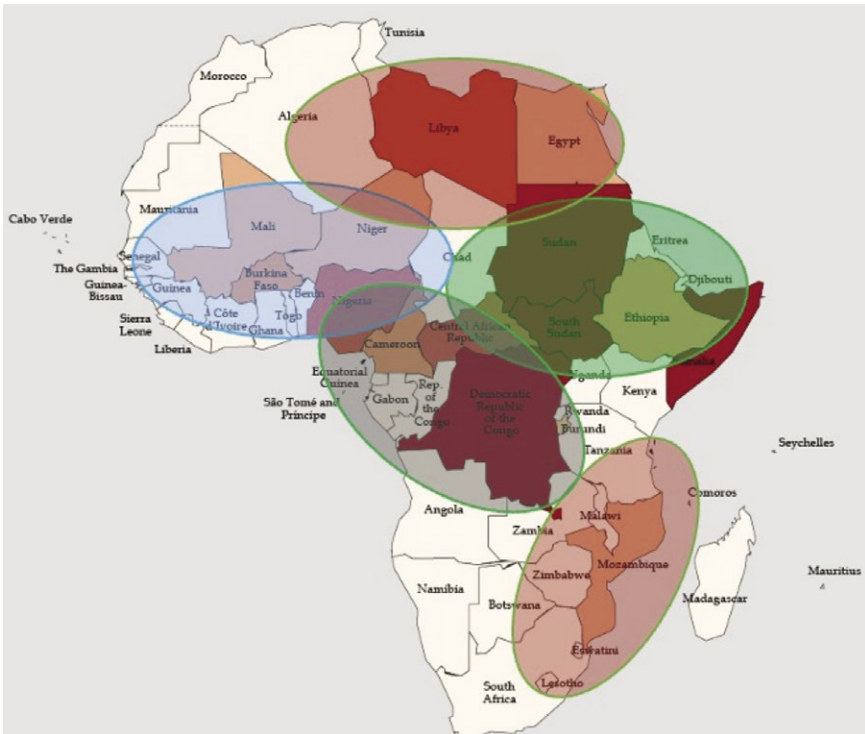 Tunisia
Morocco
Algeria
Libya
Egypt
Mauritania
Cabo Verde
Mali
Niger
Chad
Sudan
Eritrea
Senegal
The Gambia
Guinea-
Bissau
Guinea
Burkina
Faso
Benin
Nigeria
Djibouti
Sierra
Leone
Liberia
Côte
d'Ivoire
Ghana
Togo
Cameroon
Central African
Republic
South
Sudan
Ethiopia
Somalia
Equatorial
Guinea
São Tomé and
Príncipe
Gabon
Rep.
of
the
Congo
Democratic
Republic
of the
Congo
Uganda
Kenya
Rwanda
Burundi
Tanzania
Seychelles
Comoros
Angola
Zambia
Malawi
Mozambique
Zimbabwe
Namibia
Botswana
Madagascar
Mauritius
Eswatini
Lesotho
South
Africa